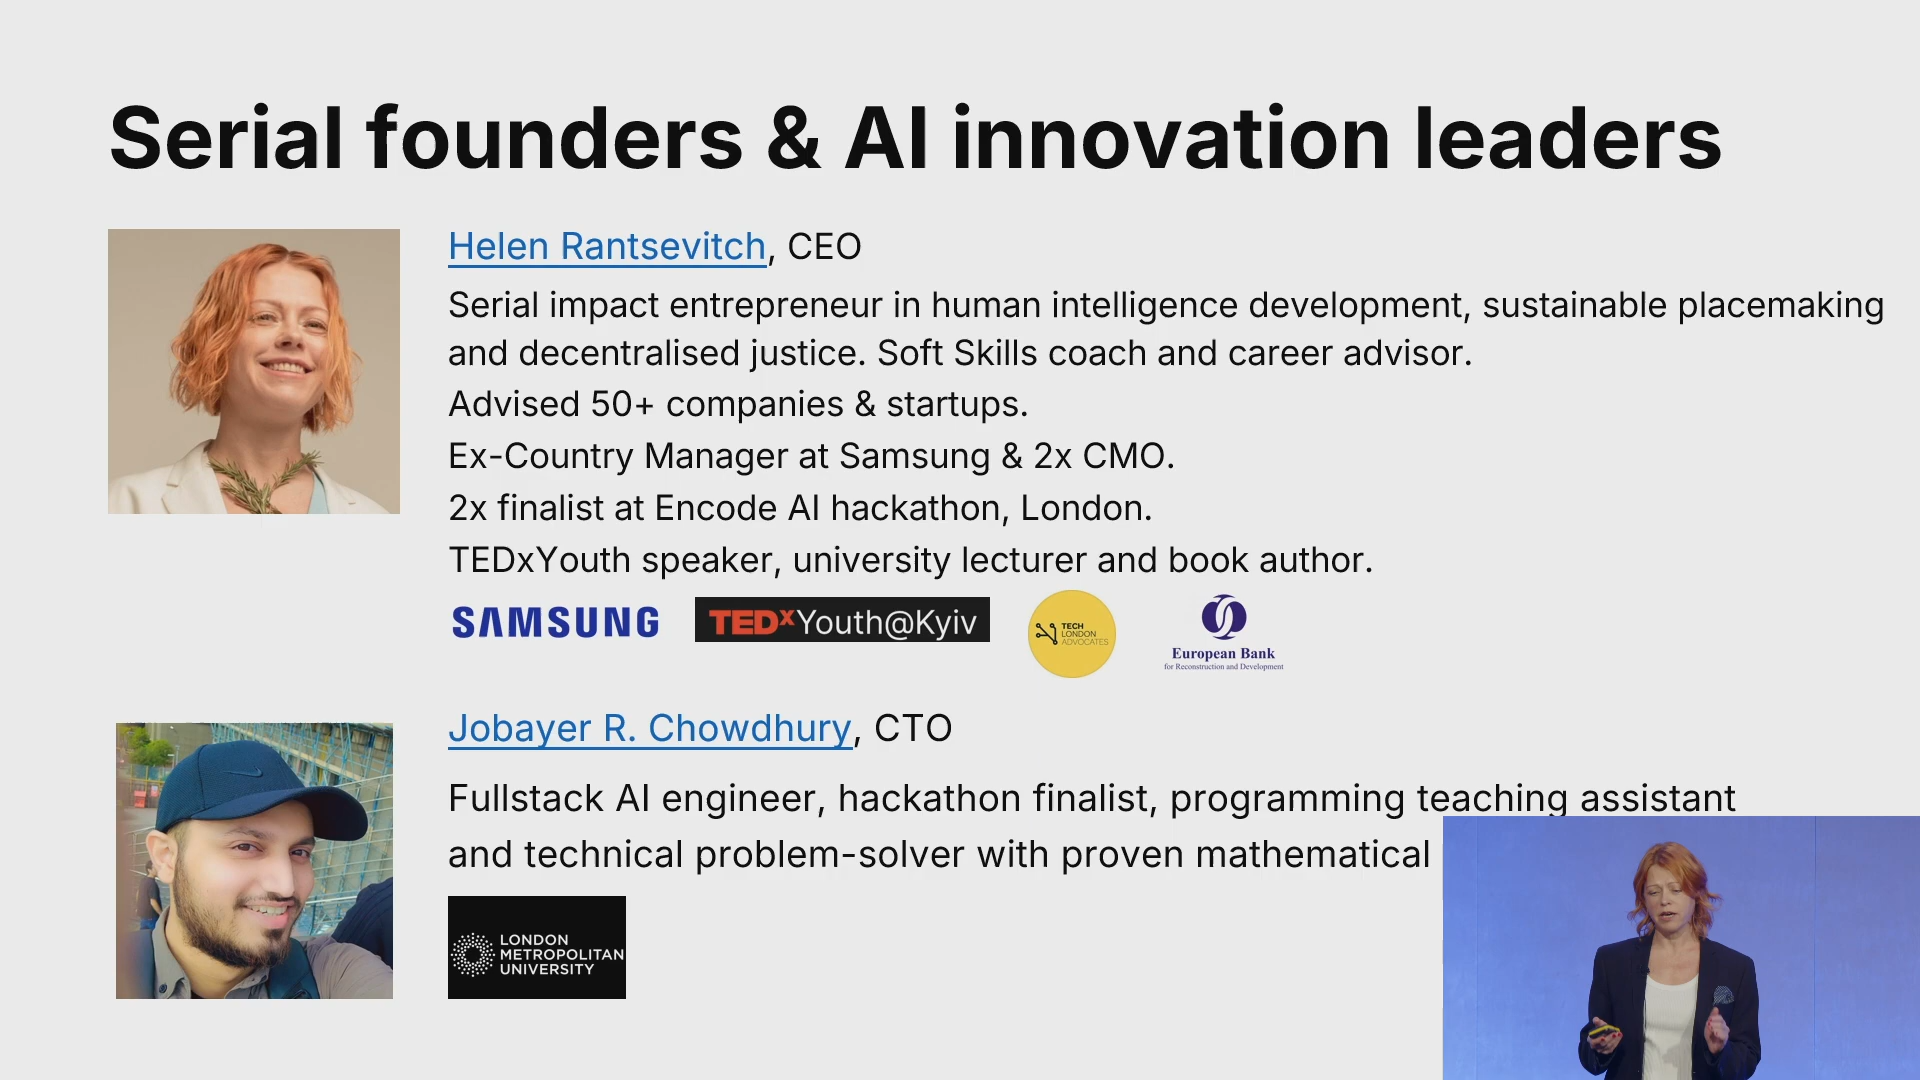 Serial founders & AI innovation leaders
Helen Rantsevitch, CEO
Serial impact entrepreneur in human intelligence development, sustainable placemaking
and decentralised justice. Soft Skills coach and career advisor.
Advised 50+ companies & startups.
Ex-Country Manager at Samsung & 2x CMO.
2x finalist at Encode AI hackathon, London.
TEDxYouth speaker, university lecturer and book author.
SAMSUNG
TEDxYouth@Kyiv
TECH
LONDON
ADVOCATES
European Bank
for Reconstruction and Development
Jobayer R. Chowdhury, CTO
Fullstack AI engineer, hackathon finalist, programming teaching assistant
and technical problem-solver with proven mathematical
LONDON
METROPOLITAN
UNIVERSITY